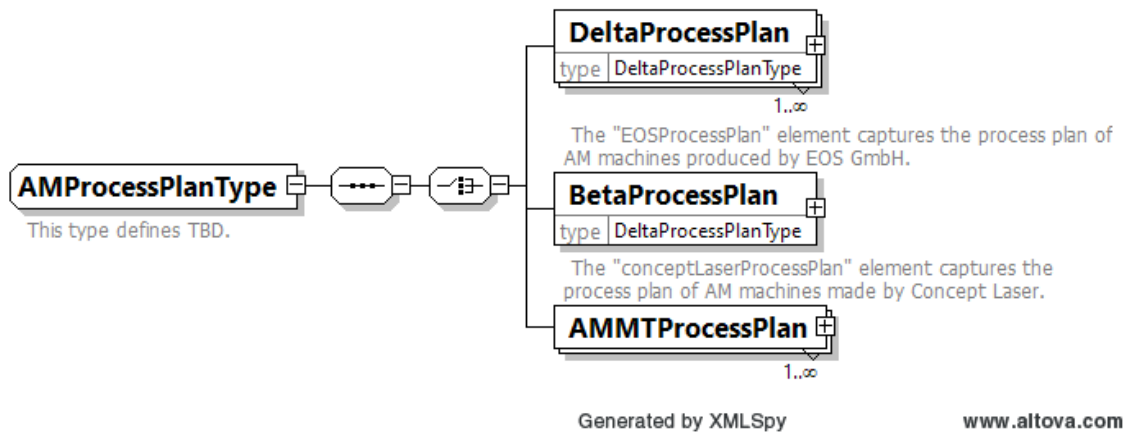 DeltaProcessPlan
type DeltaProcessPlanType
1..∞
The "EOSProcessPlan" element captures the process plan of
AM machines produced by EOS GmbH.
AMProcessPlanType
This type defines TBD.
BetaProcessPlan
type DeltaProcessPlanType
The "conceptLaserProcessPlan" element captures the
process plan of AM machines made by Concept Laser.
AMMTProcessPlan
1..∞
Generated by XMLSpy www.altova.com